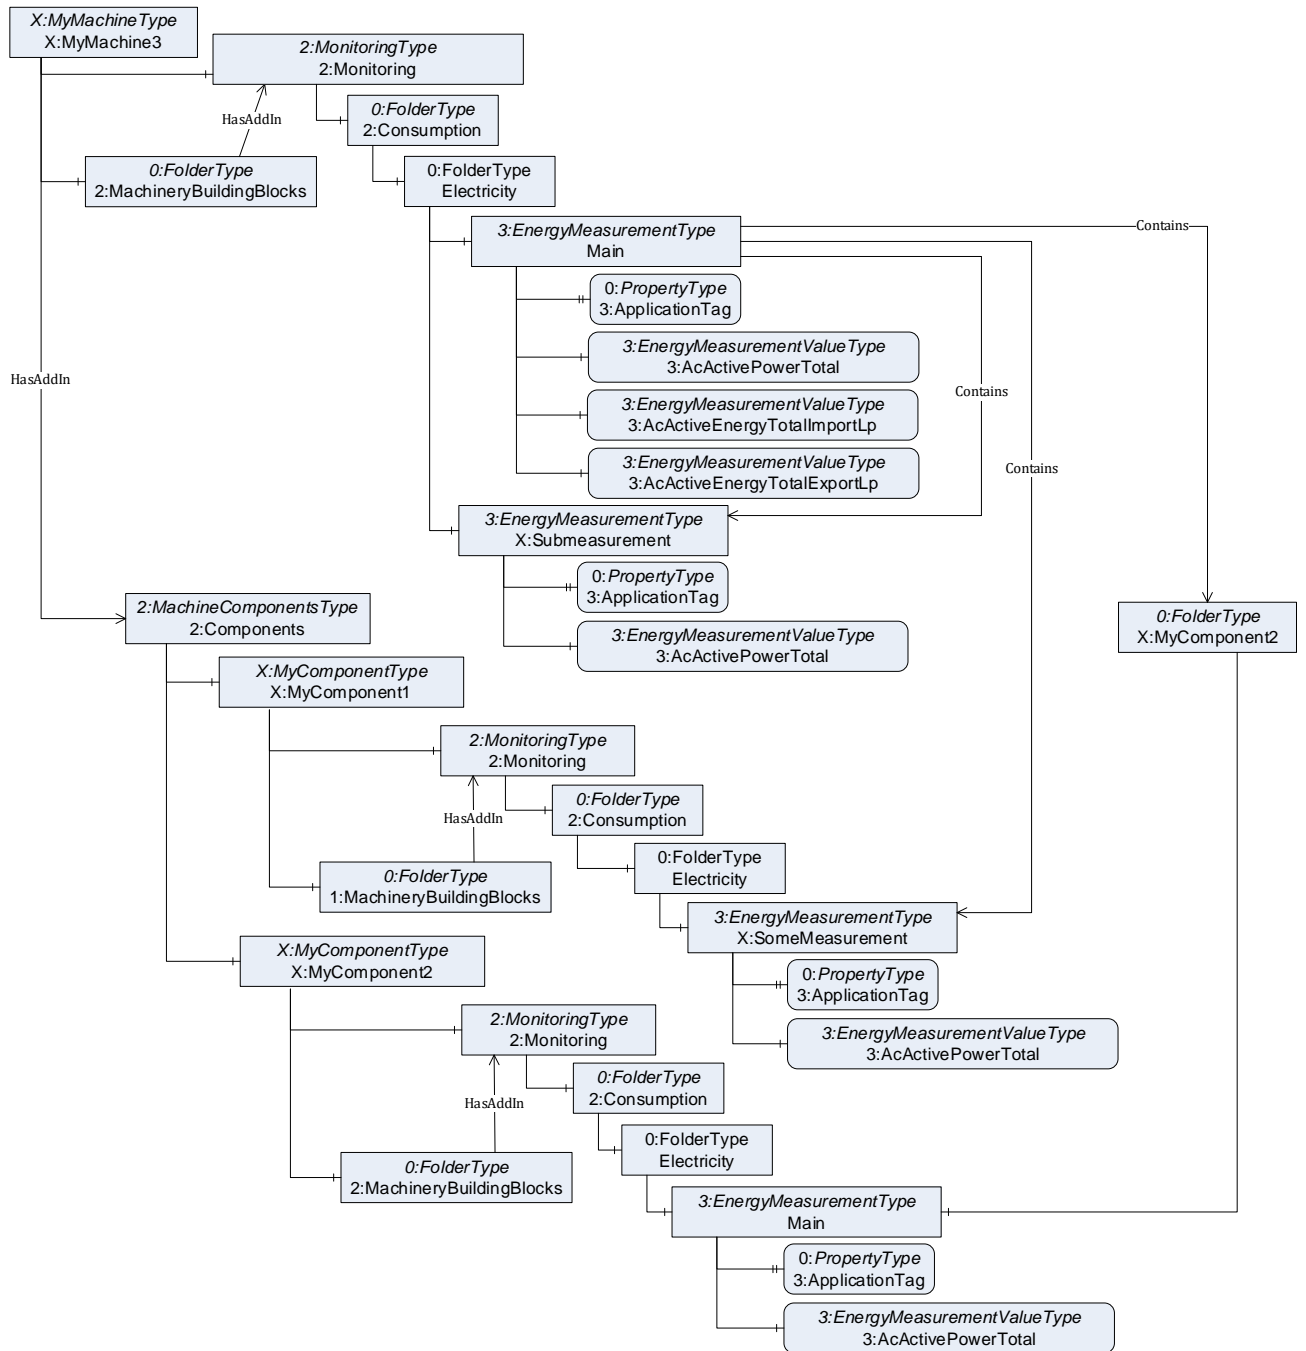 X:MyMachineType
X:MyMachine3
2:MonitoringType
2:Monitoring
HasAddIn
0:FolderType
2:Consumption
0:FolderType
2:MachineryBuildingBlocks
0:FolderType
Electricity
3:EnergyMeasurementType
Main
Contains
0:PropertyType
3:ApplicationTag
3:EnergyMeasurementValueType
3:AcActivePowerTotal
HasAddIn
Contains
3:EnergyMeasurementValueType
3:AcActiveEnergyTotalImportLp
Contains
3:EnergyMeasurementValueType
3:AcActiveEnergyTotalExportLp
3:EnergyMeasurementType
X:Submeasurement
0:PropertyType
3:ApplicationTag
2:MachineComponentsType
2:Components
0:FolderType
X:MyComponent2
3:EnergyMeasurementValueType
3:AcActivePowerTotal
X:MyComponentType
X:MyComponent1
2:MonitoringType
2:Monitoring
HasAddIn
0:FolderType
2:Consumption
0:FolderType
Electricity
0:FolderType
1:MachineryBuildingBlocks
3:EnergyMeasurementType
X:SomeMeasurement
X:MyComponentType
X:MyComponent2
0:PropertyType
3:ApplicationTag
2:MonitoringType
2:Monitoring
3:EnergyMeasurementValueType
3:AcActivePowerTotal
0:FolderType
2:Consumption
HasAddIn
0:FolderType
Electricity
0:FolderType
2:MachineryBuildingBlocks
3:EnergyMeasurementType
Main
0:PropertyType
3:ApplicationTag
3:EnergyMeasurementValueType
3:AcActivePowerTotal